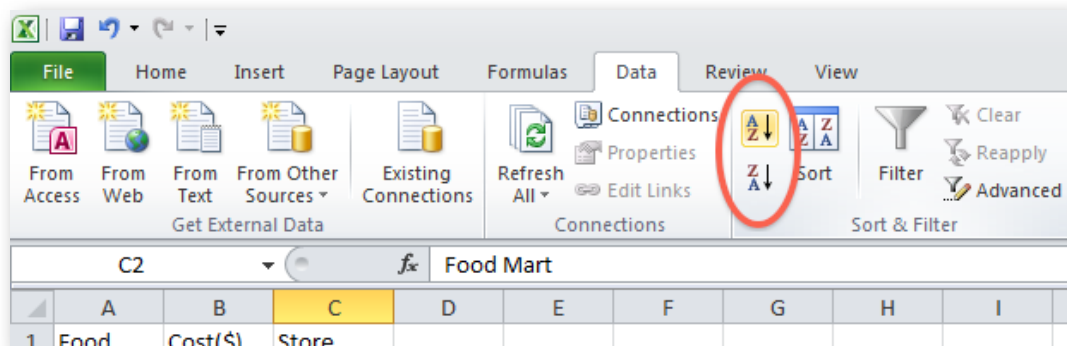 File Home Insert Page Layout Formulas Data Review View
From Access
From Web
From Text
From Other Sources
Existing Connections
Get External Data
Refresh All
Connections
Properties
Edit Links
Connections
A Z
Z A
A Z
Z A
Sort
Filter
Clear
Reapply
Advanced
Sort & Filter
C2 fx Food Mart
A B C D E F G H I
1 Food Cost($) Store